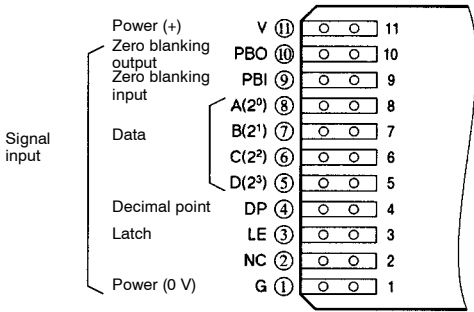 Power (+) V ⑪ 11
Zero blanking output PBO ⑩ 10
Zero blanking input PBI ⑨ 9
A(2⁰) ⑧ 8
Data B(2¹) ⑦ 7
Signal input
C(2²) ⑥ 6
D(2³) ⑤ 5
Decimal point DP ④ 4
Latch LE ③ 3
NC ② 2
Power (0 V) G ① 1